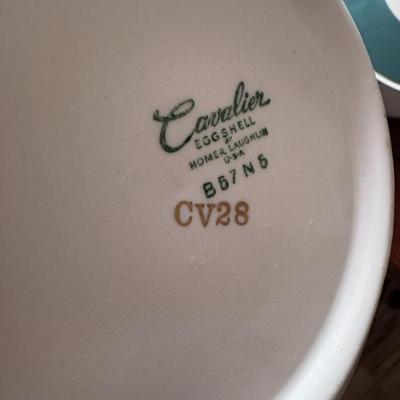 Cavalier
EGGSHELL
BY
HOMER LAUGHLIN
U·S·A
B57N5
CV28